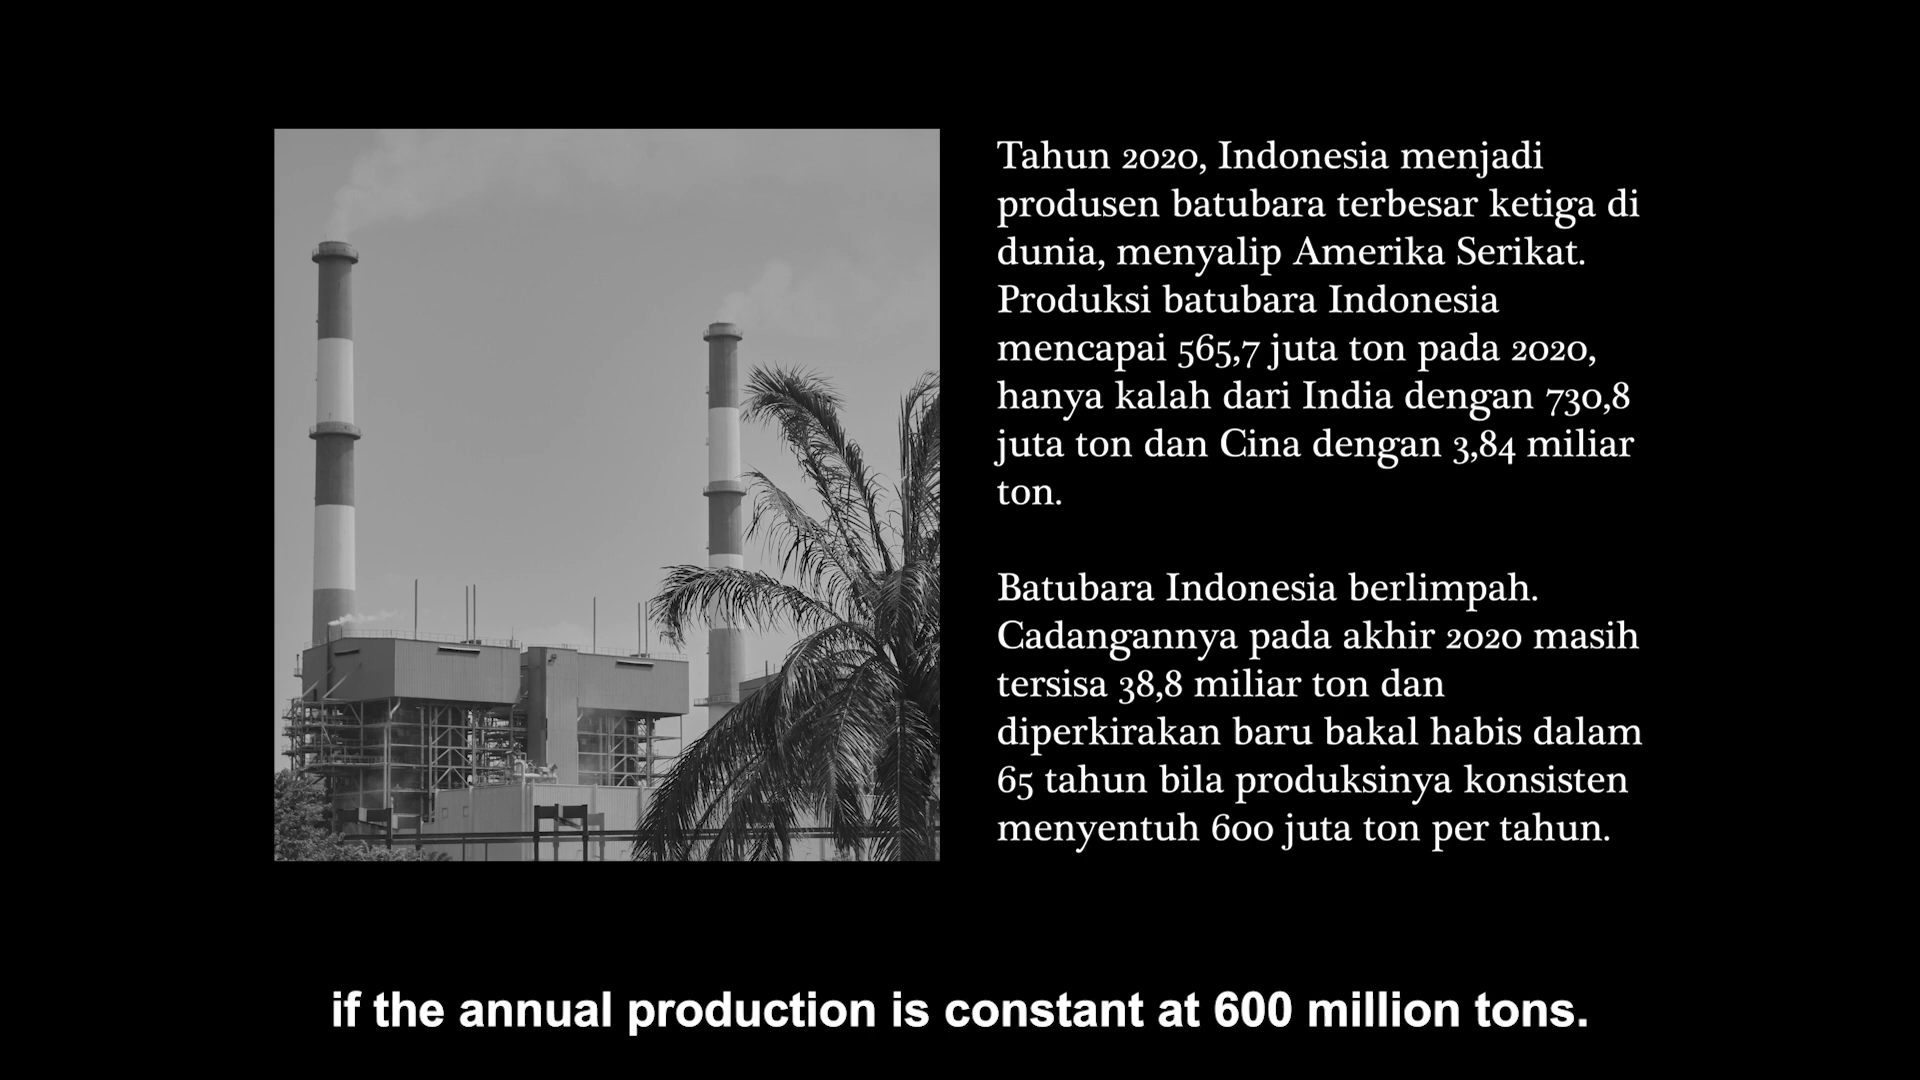 Tahun 2020, Indonesia menjadi
produsen batubara terbesar ketiga di
dunia, menyalip Amerika Serikat.
Produksi batubara Indonesia
mencapai 565,7 juta ton pada 2020,
hanya kalah dari India dengan 730,8
juta ton dan Cina dengan 3,84 miliar
ton.
Batubara Indonesia berlimpah.
Cadangannya pada akhir 2020 masih
tersisa 38,8 miliar ton dan
diperkirakan baru bakal habis dalam
65 tahun bila produksinya konsisten
menyentuh 600 juta ton per tahun.
if the annual production is constant at 600 million tons.